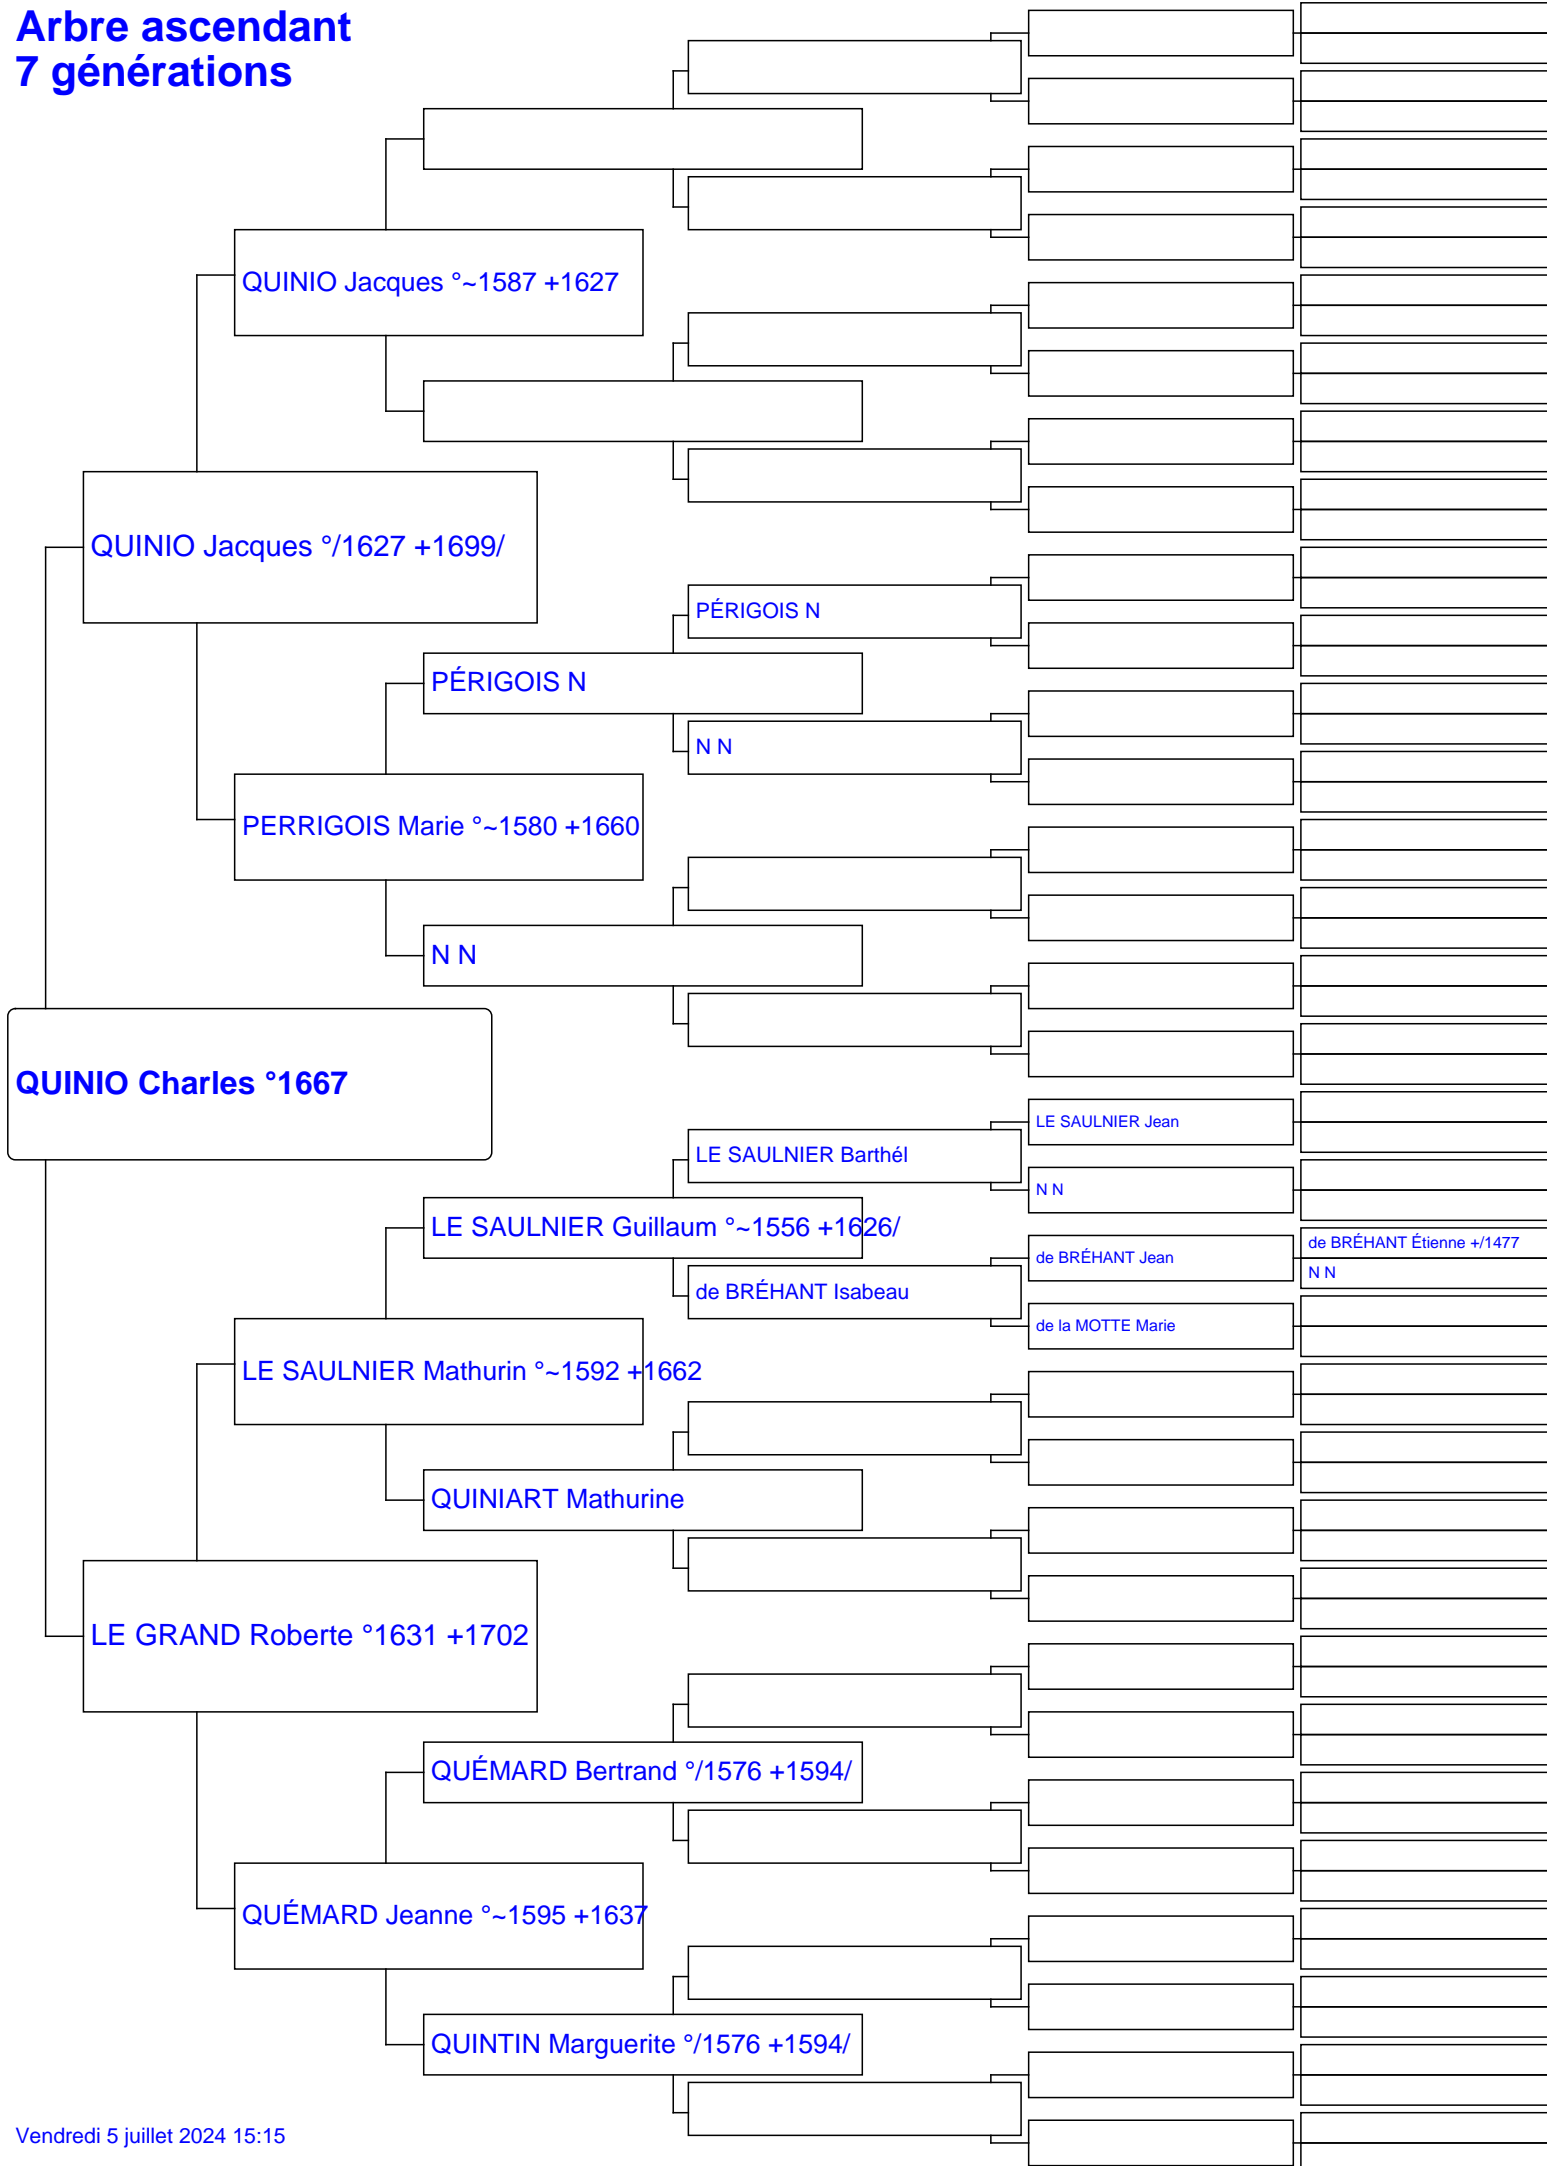 Arbre ascendant
7 générations
QUINIO Jacques °~1587 +1627
QUINIO Jacques °/1627 +1699/
PÉRIGOIS N
PÉRIGOIS N
N N
PERRIGOIS Marie °~1580 +1660
N N
QUINIO Charles °1667
LE SAULNIER Jean
LE SAULNIER Barthél
N N
LE SAULNIER Guillaum °~1556 +1626/
de BRÉHANT Étienne +/1477
de BRÉHANT Jean
N N
de BRÉHANT Isabeau
de la MOTTE Marie
LE SAULNIER Mathurin °~1592 +1662
QUINIART Mathurine
LE GRAND Roberte °1631 +1702
QUÉMARD Bertrand °/1576 +1594/
QUÉMARD Jeanne °~1595 +1637
QUINTIN Marguerite °/1576 +1594/
Vendredi 5 juillet 2024 15:15